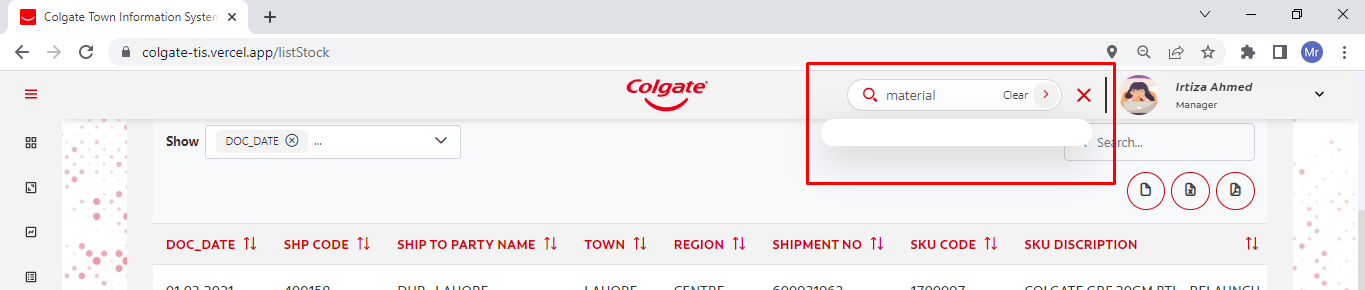 Colgate Town Information System
colgate-tis.vercel.app/listStock
Mr
Colgate
material
Clear
Irtiza Ahmed
Manager
Show
DOC_DATE
...
Search...
DOC_DATE SHP CODE SHIP TO PARTY NAME TOWN REGION SHIPMENT NO SKU CODE SKU DISCRIPTION